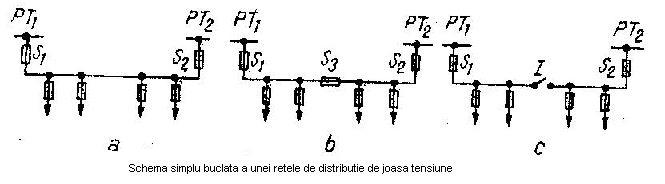 PT1 PT2 PT1 PT2 PT1 PT2
S1 S2 S1 S3 S2 S1 I S2
a b c
Schema simplu buclata a unei retele de distributie de joasa tensiune